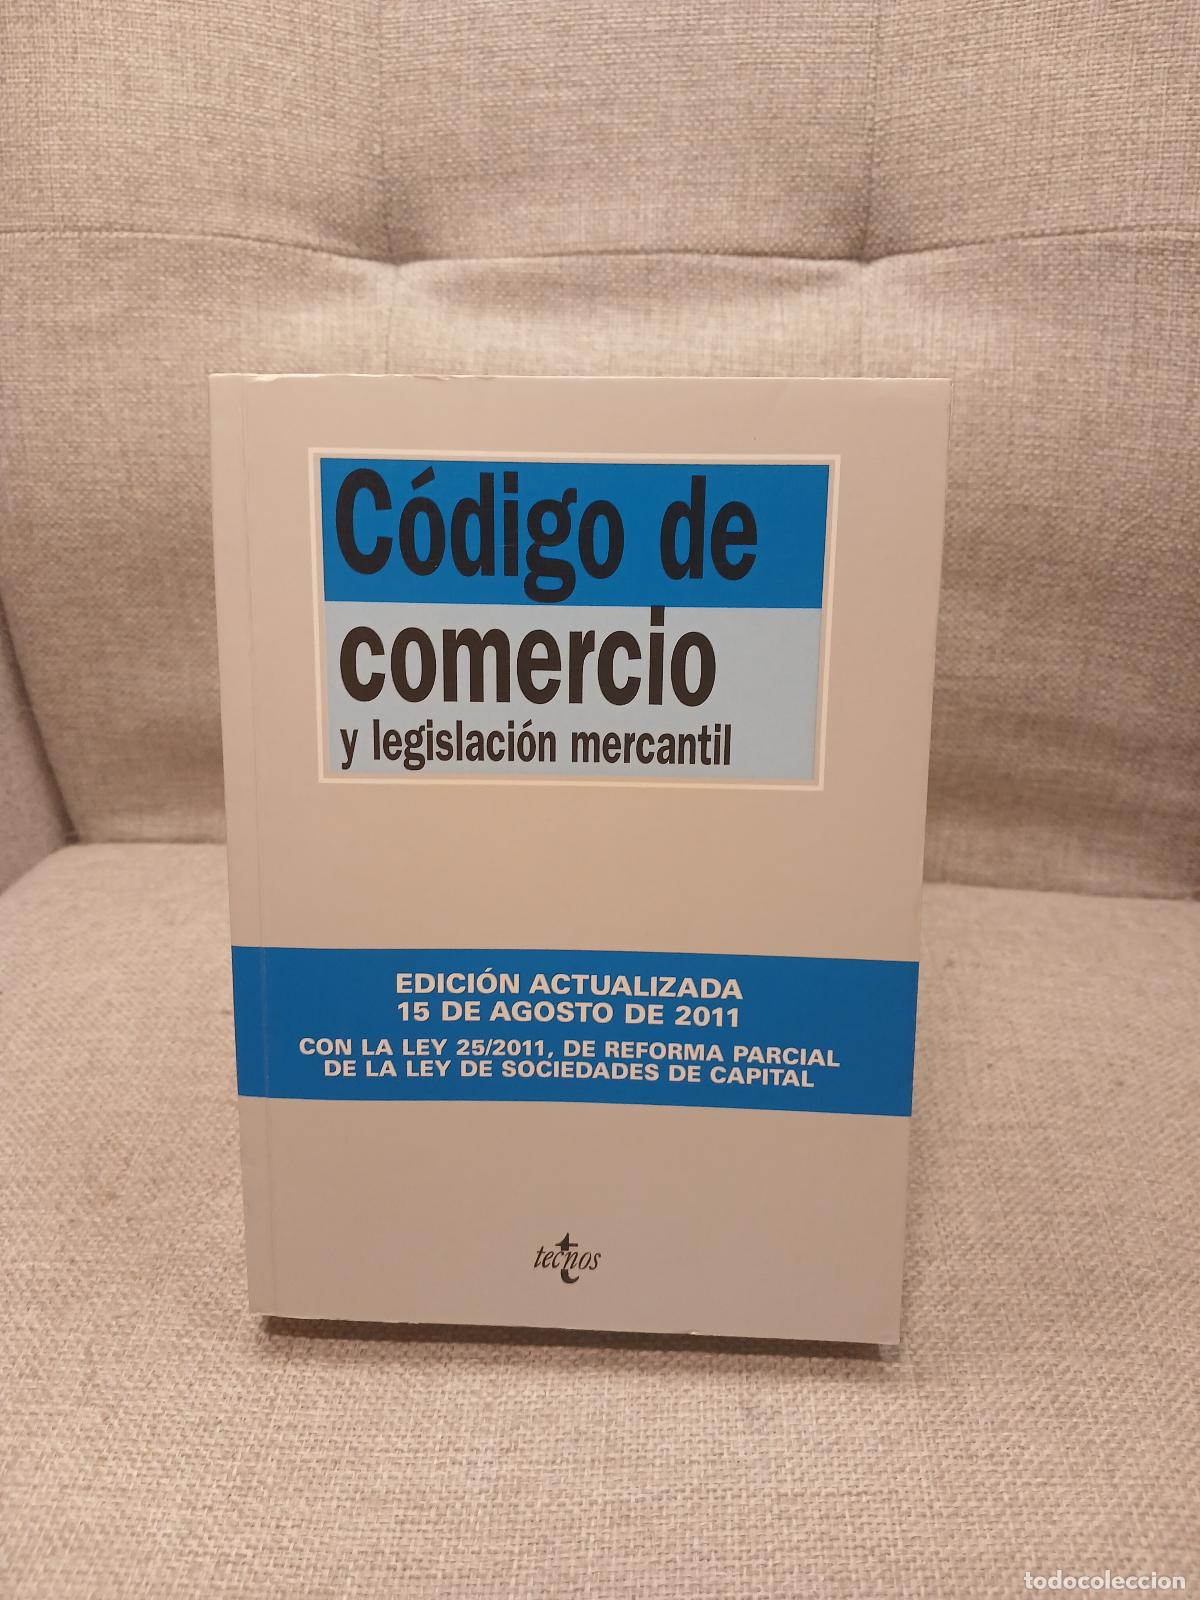 Código de
comercio
y legislación mercantil
EDICIÓN ACTUALIZADA
15 DE AGOSTO DE 2011
CON LA LEY 25/2011, DE REFORMA PARCIAL
DE LA LEY DE SOCIEDADES DE CAPITAL
tecnos
todocoleccion